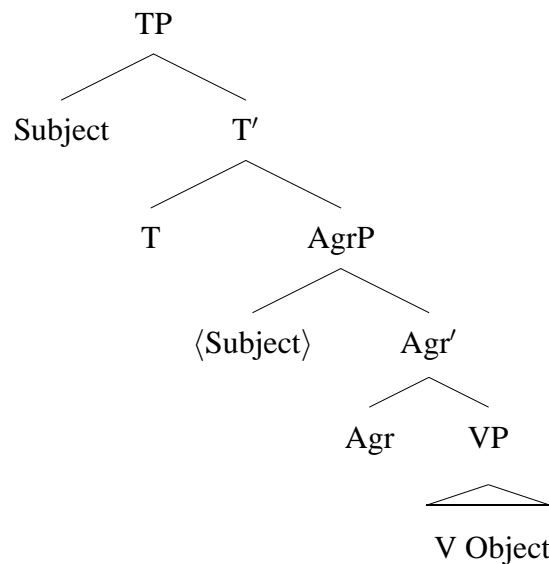 TP
Subject T′
T AgrP
⟨Subject⟩ Agr′
Agr VP
V Object